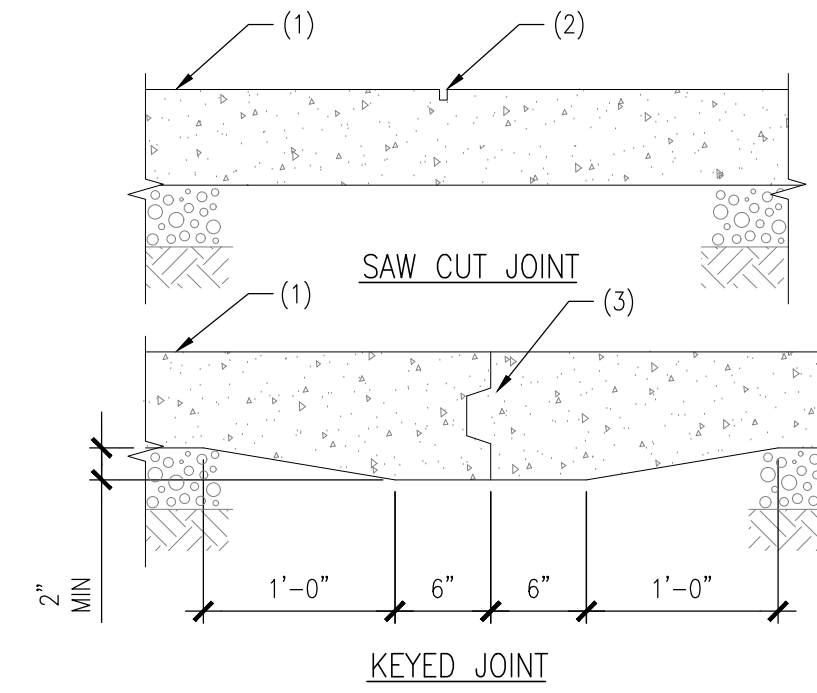 (1)
(2)
SAW CUT JOINT
(1)
(3)
2"
MIN
1'-0" 6" 6" 1'-0"
KEYED JOINT